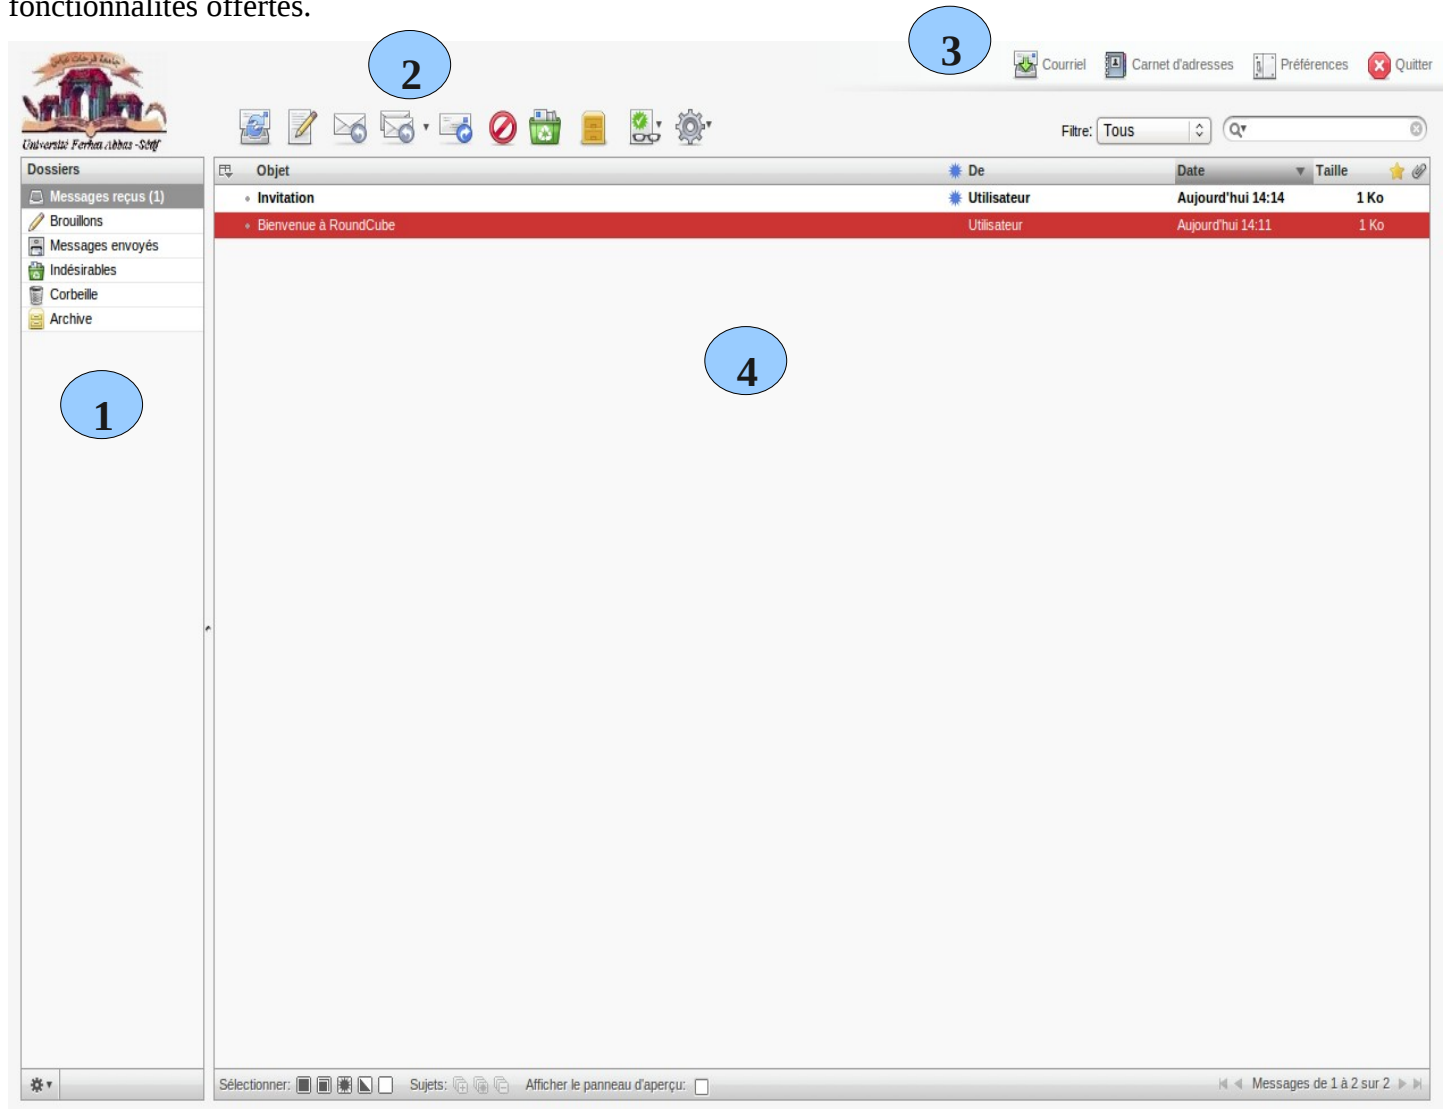 fonctionnalités offertes.
3
2
Courriel Carnet d'adresses Préférences Quitter
Filtre: Tous
Université Ferhat Abbas -Sétif
Dossiers
Objet De Date Taille
Messages reçus (1)
Invitation Utilisateur Aujourd'hui 14:14 1 Ko
Brouillons
Bienvenue à RoundCube Utilisateur Aujourd'hui 14:11 1 Ko
Messages envoyés
Indésirables
Corbeille
Archive
4
1
Sélectionner: Sujets: Afficher le panneau d'aperçu: Messages de 1 à 2 sur 2